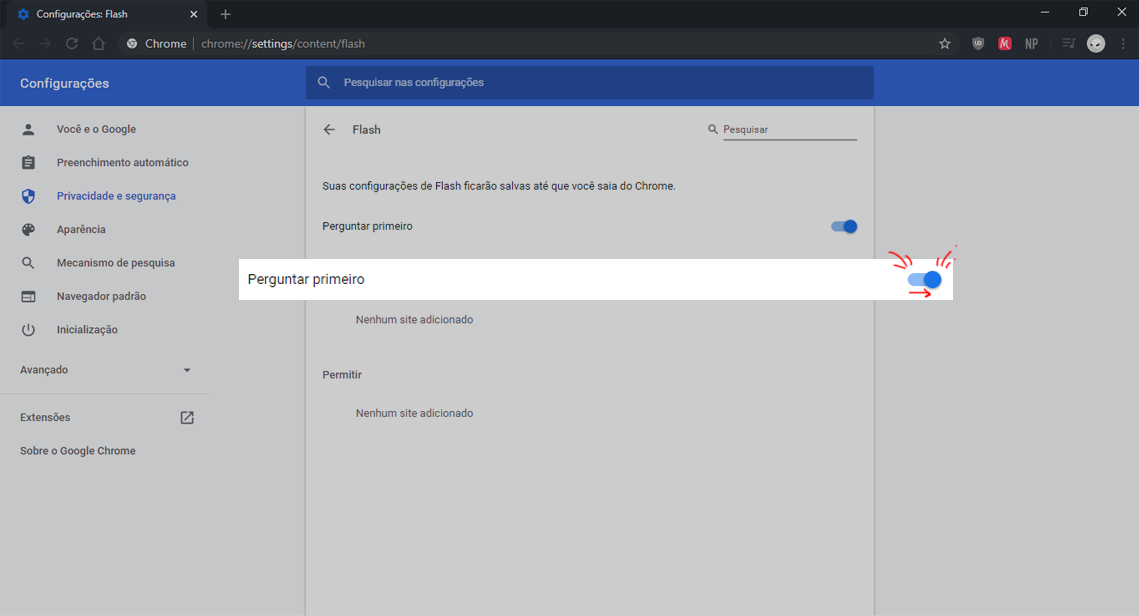 Configurações: Flash
Chrome | chrome://settings/content/flash
NP
Configurações
Pesquisar nas configurações
Você e o Google
Preenchimento automático
Privacidade e segurança
Aparência
Mecanismo de pesquisa
Navegador padrão
Inicialização
Avançado
Extensões
Sobre o Google Chrome
Flash
Pesquisar
Suas configurações de Flash ficarão salvas até que você saia do Chrome.
Perguntar primeiro
Perguntar primeiro
Nenhum site adicionado
Permitir
Nenhum site adicionado